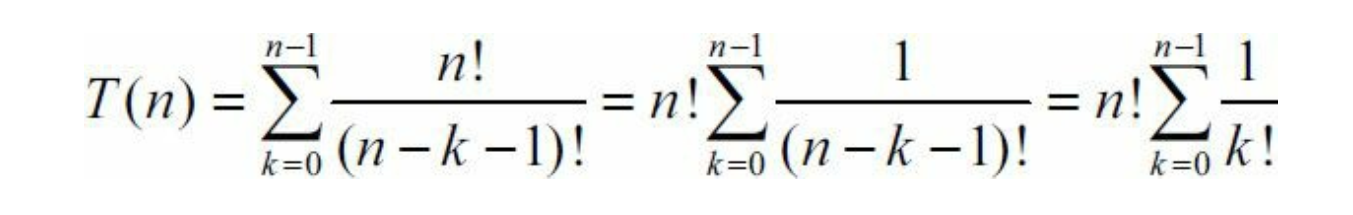 T(n) = \sum_{k=0}^{n-1} \frac{n!}{(n-k-1)!} = n! \sum_{k=0}^{n-1} \frac{1}{(n-k-1)!} = n! \sum_{k=0}^{n-1} \frac{1}{k!}